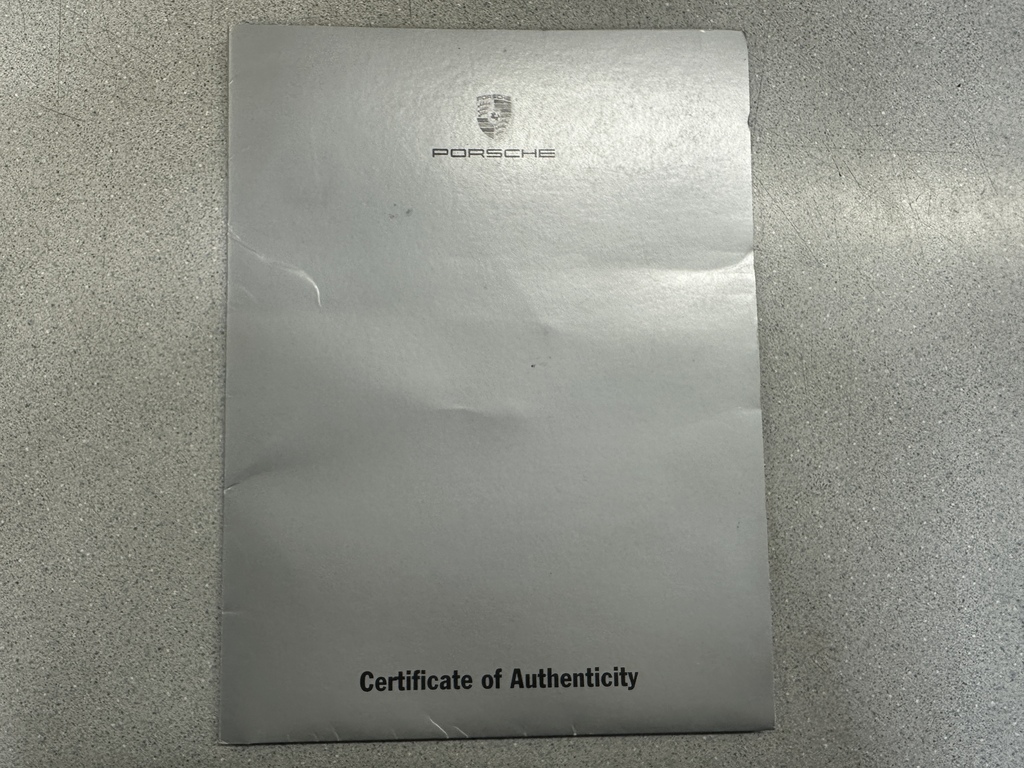 PORSCHE
Certificate of Authenticity